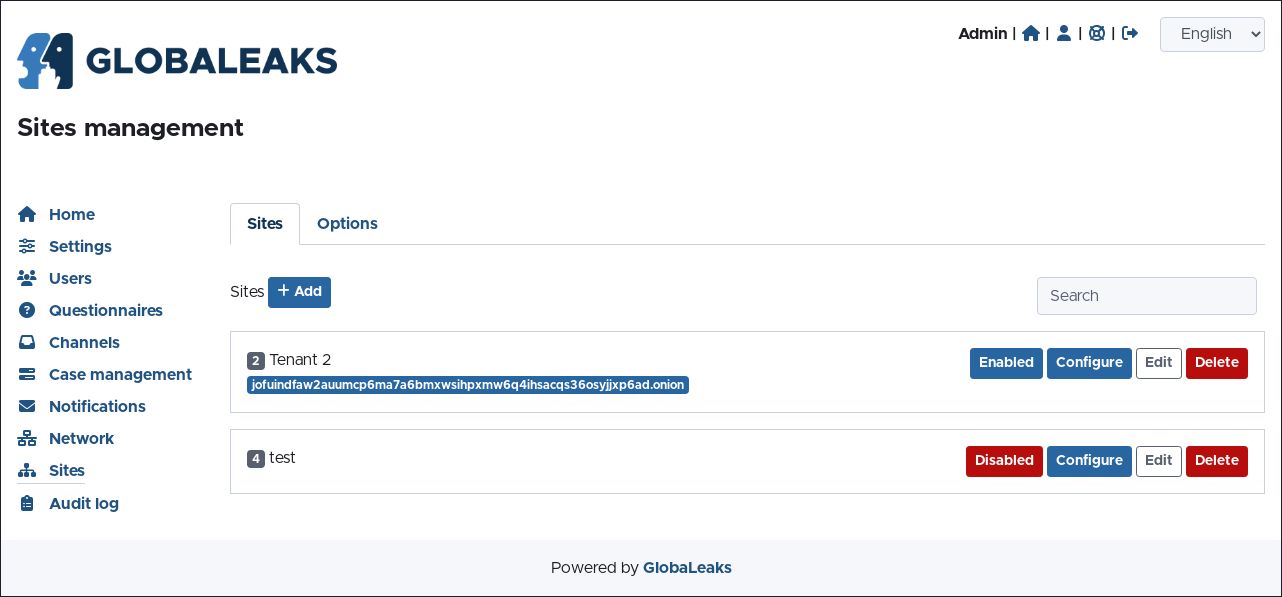 Admin | | | |
English
GLOBALEAKS
Sites management
Home
Settings
Users
Questionnaires
Channels
Case management
Notifications
Network
Sites
Audit log
Sites Options
Sites + Add
Search
2 Tenant 2
jofuindfaw2auumcp6ma7a6bmxwsihpxmw6q4ihsacqs36osyjjxp6ad.onion
Enabled Configure Edit Delete
4 test
Disabled Configure Edit Delete
Powered by GlobaLeaks